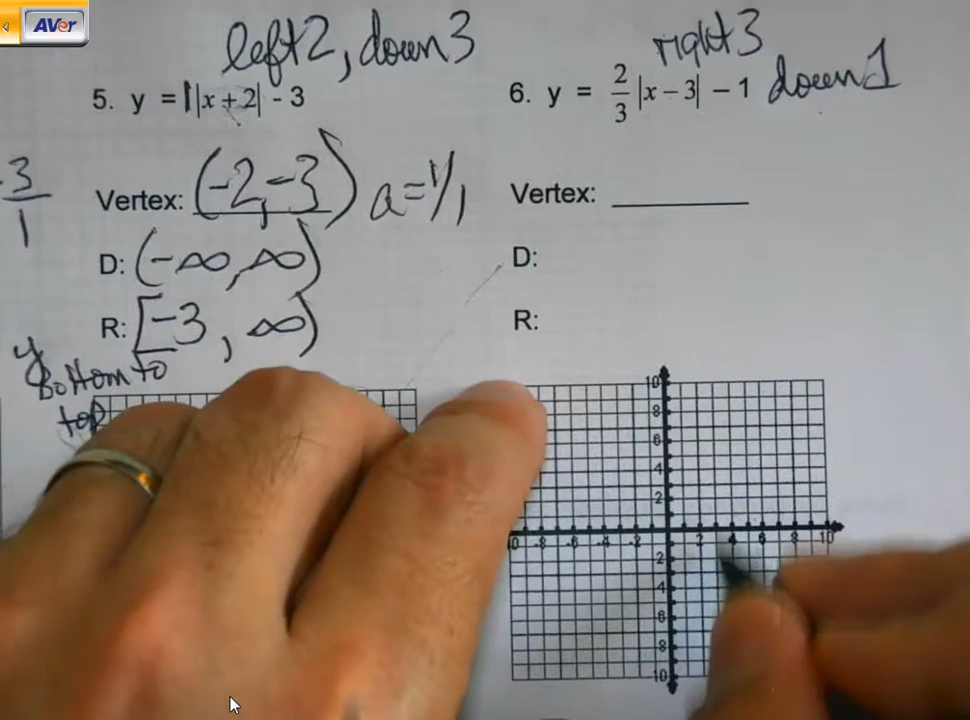 AVer
left 2, down 3
right 3
down 1
5. y = 1|x + 2| - 3
6. y = 2/3 |x - 3| - 1
-3/1
Vertex: (-2, -3) a = 1/1
Vertex:
D: (-∞, ∞)
D:
R: [-3, ∞)
R:
y
Bottom to
top
10
8
6
4
2
10 -8 -6 -4 -2 2 4 6 8 10
2
4
6
8
10